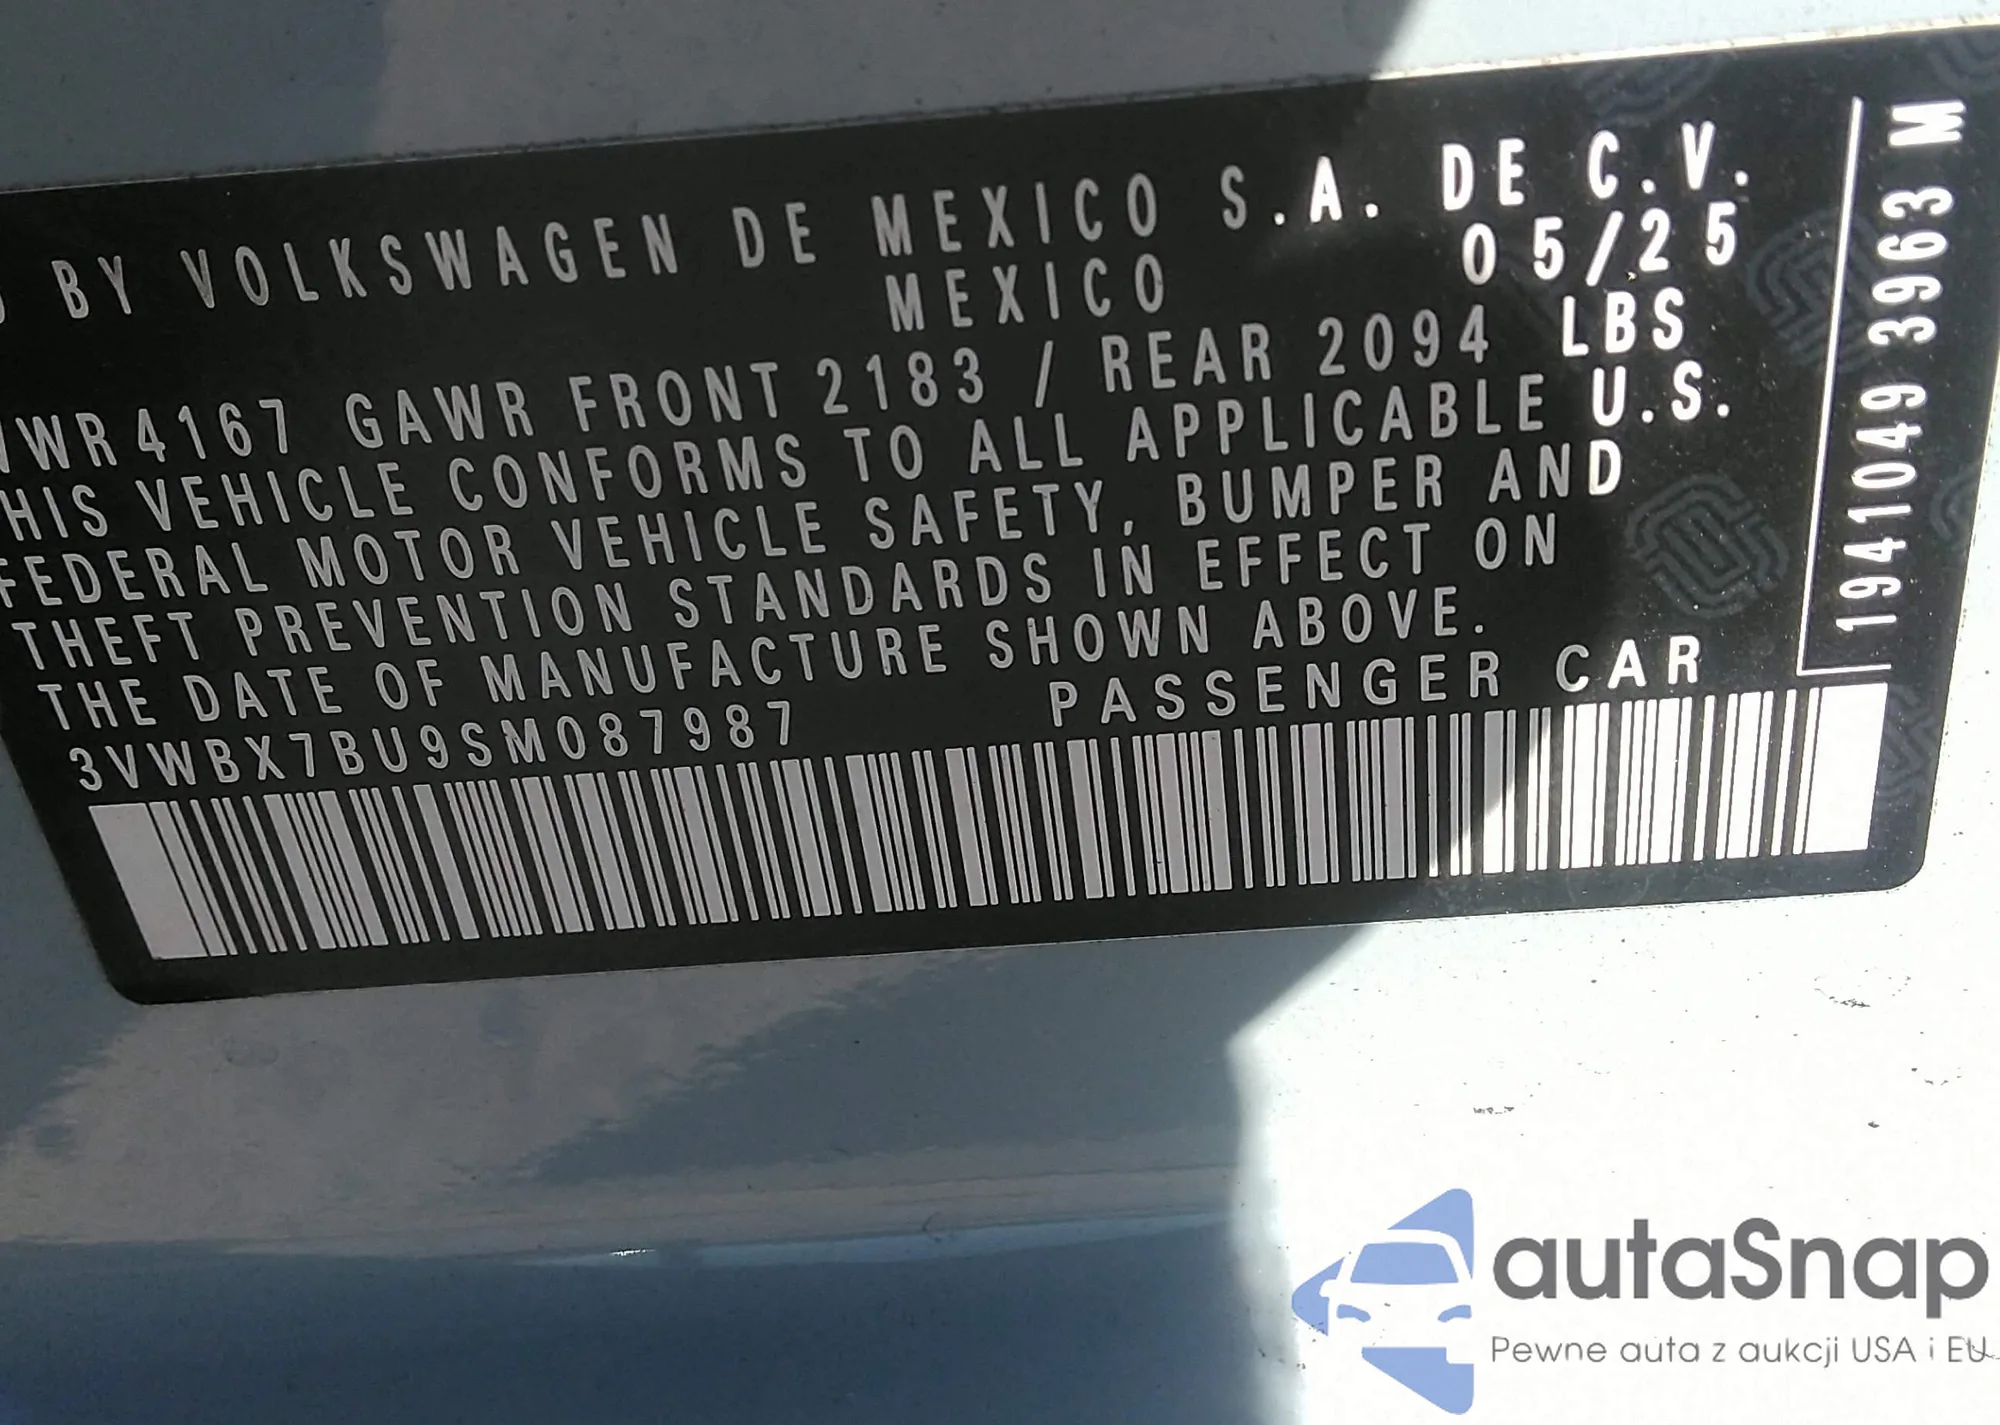 BY VOLKSWAGEN DE MEXICO S.A. DE C.V.
MEXICO 05/25
WR 4167 GAWR FRONT 2183 / REAR 2094 LBS
HIS VEHICLE CONFORMS TO ALL APPLICABLE U.S.
FEDERAL MOTOR VEHICLE SAFETY, BUMPER AND
THEFT PREVENTION STANDARDS IN EFFECT ON
THE DATE OF MANUFACTURE SHOWN ABOVE.
3VWBX7BU9SM087987 PASSENGER CAR
1941049 3963 M
autaSnap
Pewne auta z aukcji USA i EU